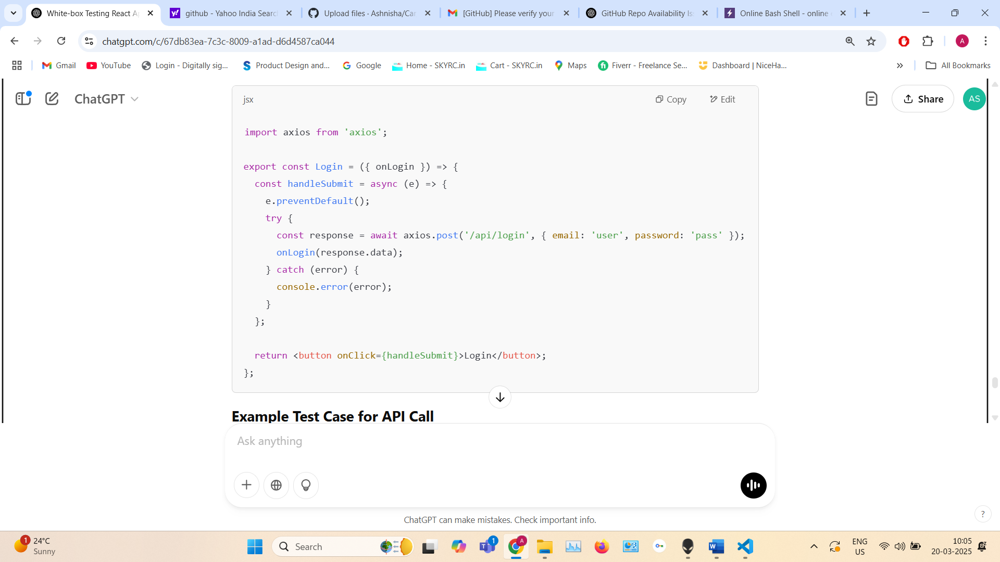 White-box Testing React Ap
github - Yahoo India Searc
Upload files · Ashnisha/Car
[GitHub] Please verify your
GitHub Repo Availability Iss
Online Bash Shell - online
chatgpt.com/c/67db83ea-7c3c-8009-a1ad-d6d4587ca044
A
Gmail
YouTube
Login - Digitally sig...
Product Design and...
Google
Home - SKYRC.in
Cart - SKYRC.in
Maps
Fiverr - Freelance Se...
Dashboard | NiceHa...
»
All Bookmarks
ChatGPT
Share
AS
jsx
Copy
Edit
import axios from 'axios';
export const Login = ({ onLogin }) => {
const handleSubmit = async (e) => {
e.preventDefault();
try {
const response = await axios.post('/api/login', { email: 'user', password: 'pass' });
onLogin(response.data);
} catch (error) {
console.error(error);
}
};
return <button onClick={handleSubmit}>Login</button>;
};
Example Test Case for API Call
Ask anything
ChatGPT can make mistakes. Check important info.
?
1
24°C
Sunny
Search
1
A
ENG
US
10:05
20-03-2025